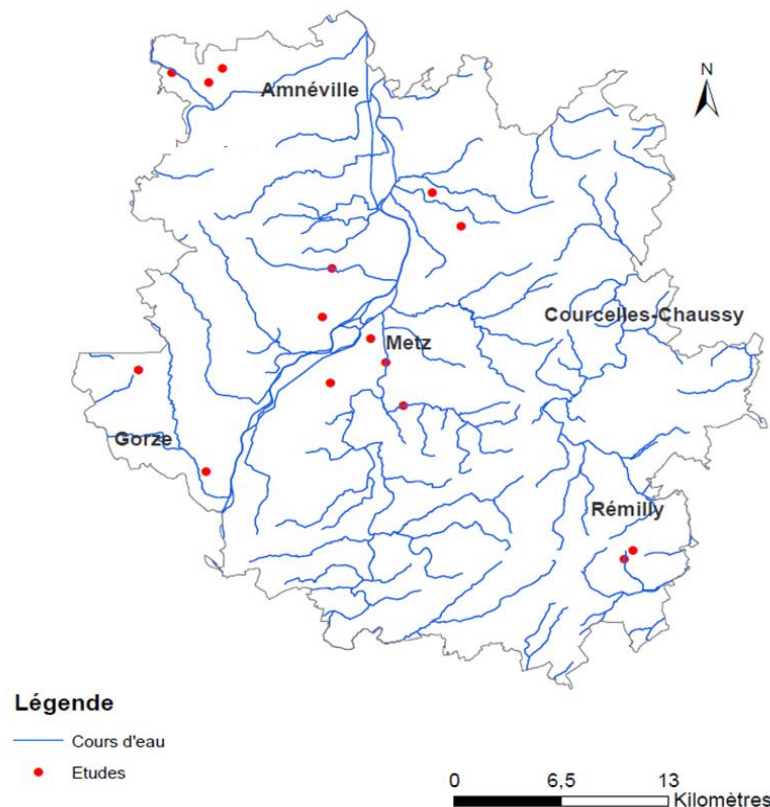 N
Amnéville
Courcelles-Chaussy
Metz
Gorze
Rémilly
Légende
Cours d'eau
Etudes
0 6,5 13
Kilomètres